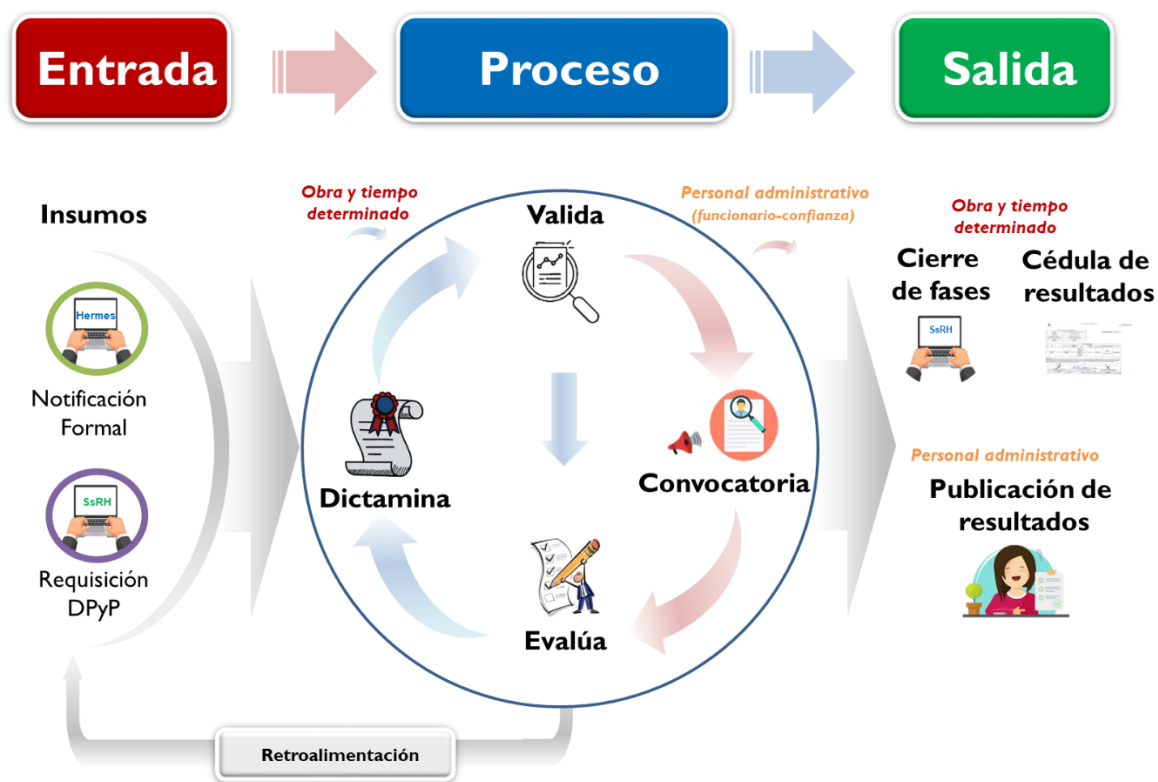 Entrada
Proceso
Salida
Insumos
Hermes
Notificación
Formal
SsRH
Requisición
DPyP
Obra y tiempo
determinado
Valida
Personal administrativo
(funcionario-confianza)
Dictamina
Convocatoria
Evalúa
Obra y tiempo
determinado
Cierre
de fases
SsRH
Cédula de
resultados
Personal administrativo
Publicación de
resultados
Retroalimentación